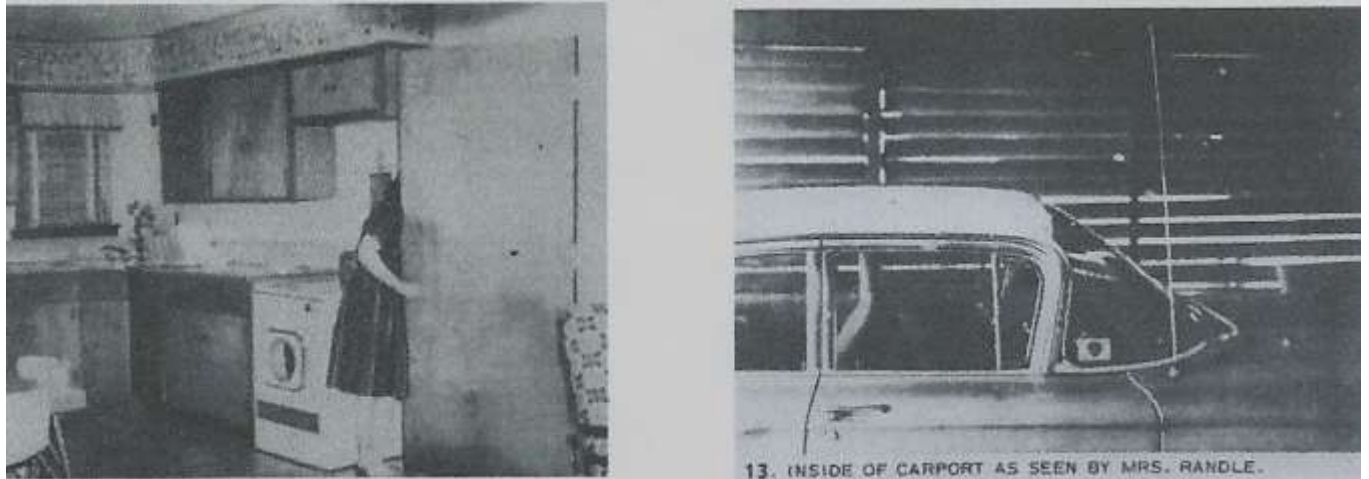 13. INSIDE OF CARPORT AS SEEN BY MRS. RANDLE.